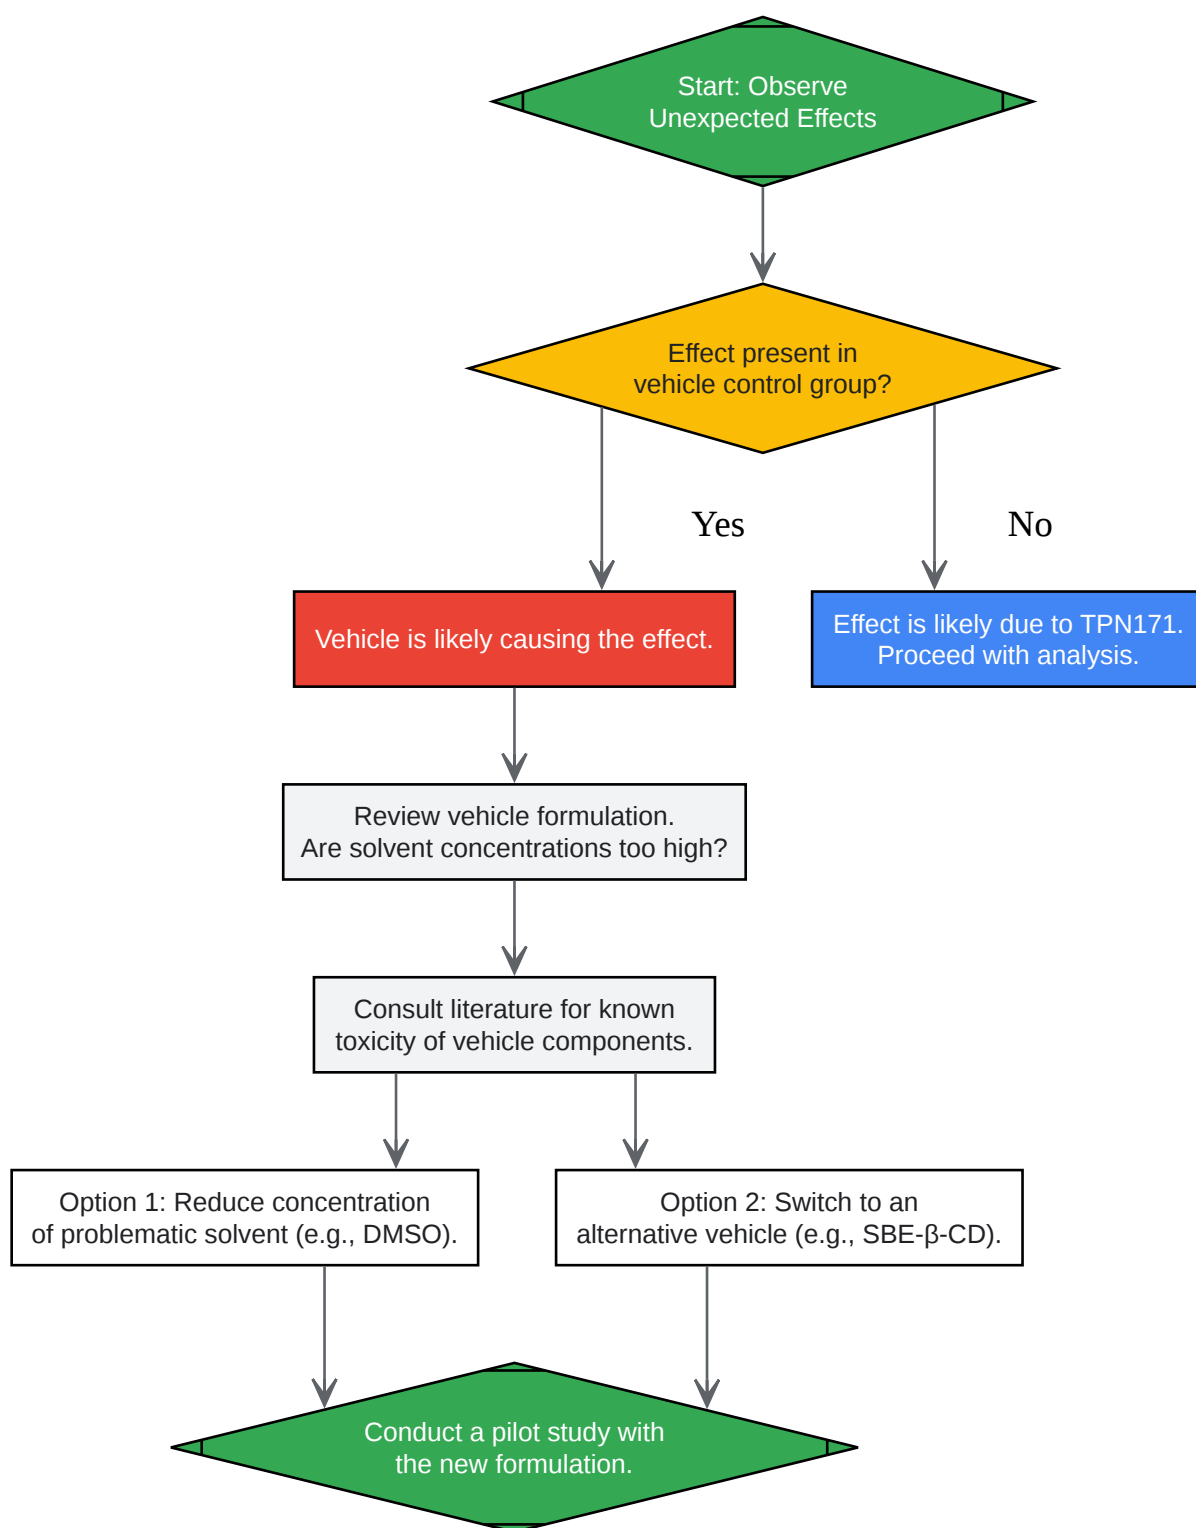 Start: Observe
Unexpected Effects
Effect present in
vehicle control group?
Yes
No
Vehicle is likely causing the effect.
Effect is likely due to TPN171.
Proceed with analysis.
Review vehicle formulation.
Are solvent concentrations too high?
Consult literature for known
toxicity of vehicle components.
Option 1: Reduce concentration
of problematic solvent (e.g., DMSO).
Option 2: Switch to an
alternative vehicle (e.g., SBE-β-CD).
Conduct a pilot study with
the new formulation.